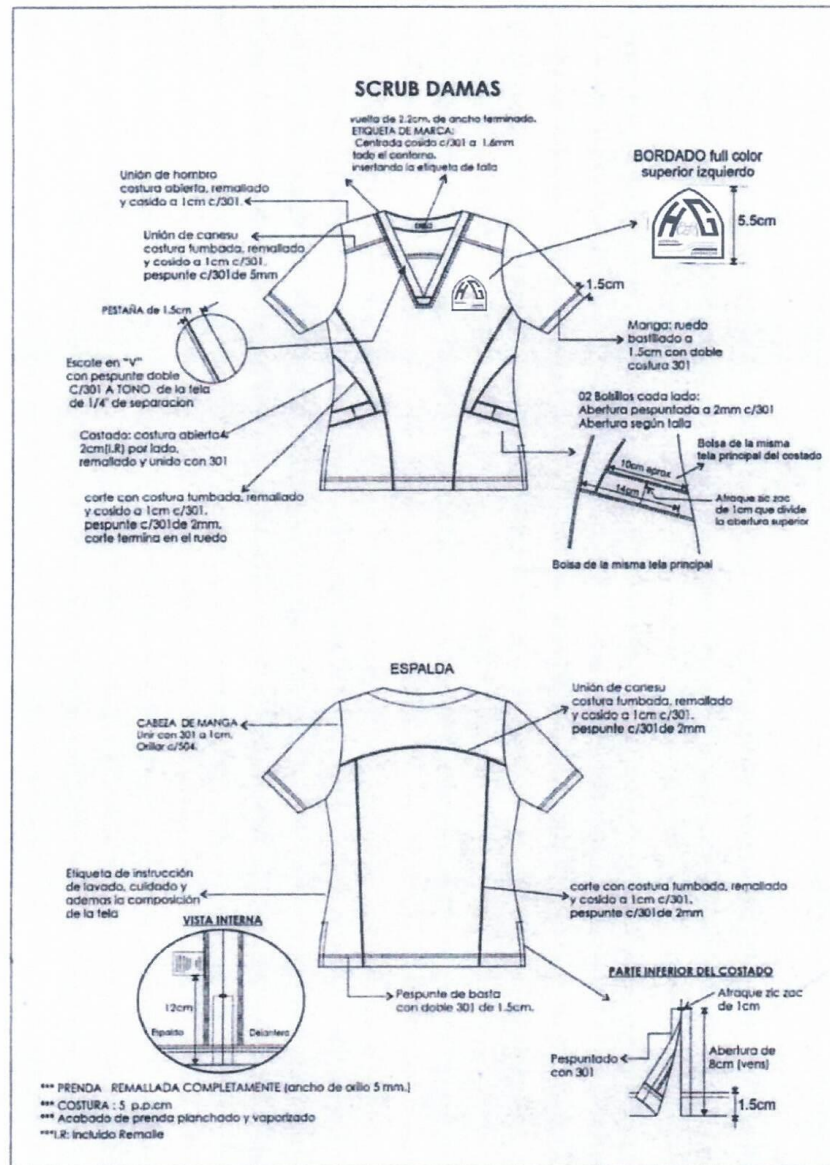 SCRUB DAMAS
vuelta de 2.2cm. de ancho terminado.
ETIQUETA DE MARCA:
Centrada cosida c/301 a 1.6mm
todo el contorno.
insertando la etiqueta de talla
BORDADO full color
superior izquierdo
5.5cm
Unión de hombro
costura abierta, remallado
y cosido a 1cm c/301.
Unión de canesu
costura tumbada, remallado
y cosido a 1cm c/301.
pespunte c/301de 5mm
HG
1.5cm
PESTAÑA de 1.5cm
Manga: ruedo
bastillado a
1.5cm con doble
costura 301
Escote en "V"
con pespunte doble
C/301 A TONO de la tela
de 1/4" de separacion
02 Bolsillos cada lado:
Abertura pespuntada a 2mm c/301
Abertura según talla
Costado: costura abierta
2cm(I.R) por lado,
remallado y unido con 301
Bolsa de la misma
tela principal del costado
10cm aprox
14cm
Atraque zic zac
de 1cm que divide
la abertura superior
corte con costura tumbada, remallado
y cosido a 1cm c/301.
pespunte c/301de 2mm.
corte termina en el ruedo
Bolsa de la misma tela principal
ESPALDA
CABEZA DE MANGA
Unir con 301 a 1cm.
Orillar c/504.
Unión de canesu
costura tumbada, remallado
y cosido a 1cm c/301.
pespunte c/301de 2mm
Etiqueta de instrucción
de lavado, cuidado y
ademas la composición
de la tela
corte con costura tumbada, remallado
y cosido a 1cm c/301.
pespunte c/301de 2mm
VISTA INTERNA
12cm
Espalda
Delantero
Pespunte de basta
con doble 301 de 1.5cm.
PARTE INFERIOR DEL COSTADO
Atraque zic zac
de 1cm
Pespuntado
con 301
Abertura de
8cm (vens)
1.5cm
*** PRENDA REMALLADA COMPLETAMENTE (ancho de orillo 5 mm.)
*** COSTURA : 5 p.p.cm
*** Acabado de prenda planchado y vaporizado
***I.R: Incluido Remalle